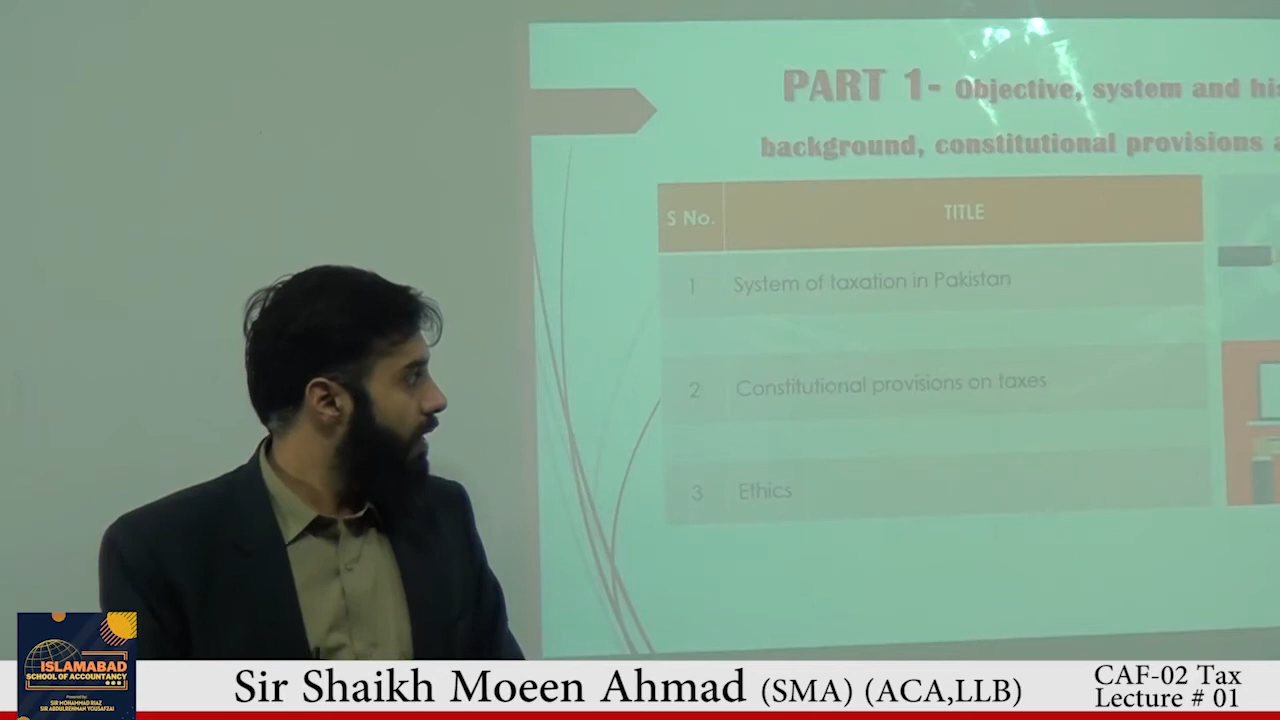 PART 1- Objective, system and his
background, constitutional provisions a
S No. TITLE
1 System of taxation in Pakistan
2 Constitutional provisions on taxes
3 Ethics
ISLAMABAD
SCHOOL OF ACCOUNTANCY
Powered by:
SIR MOHAMMAD RIAZ
SIR ABDULREHMAN YOUSAFZAI
Sir Shaikh Moeen Ahmad (SMA) (ACA,LLB)
CAF-02 Tax
Lecture # 01